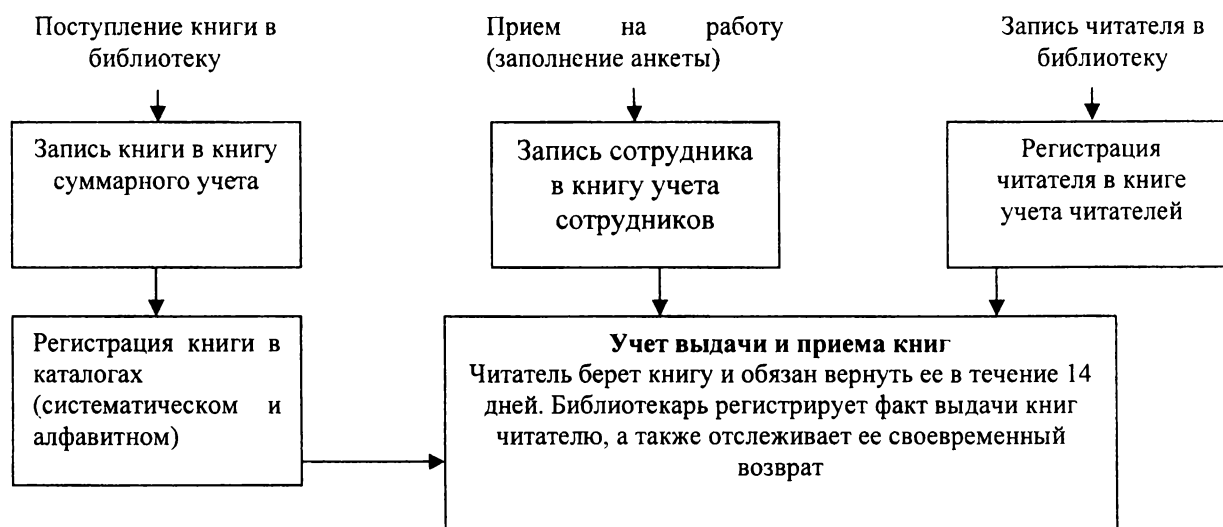 Поступление книги в
библиотеку
Прием на работу
(заполнение анкеты)
Запись читателя в
библиотеку
Запись книги в книгу
суммарного учета
Запись сотрудника
в книгу учета
сотрудников
Регистрация
читателя в книге
учета читателей
Регистрация книги в
каталогах
(систематическом и
алфавитном)
Учет выдачи и приема книг
Читатель берет книгу и обязан вернуть ее в течение 14
дней. Библиотекарь регистрирует факт выдачи книг
читателю, а также отслеживает ее своевременный
возврат